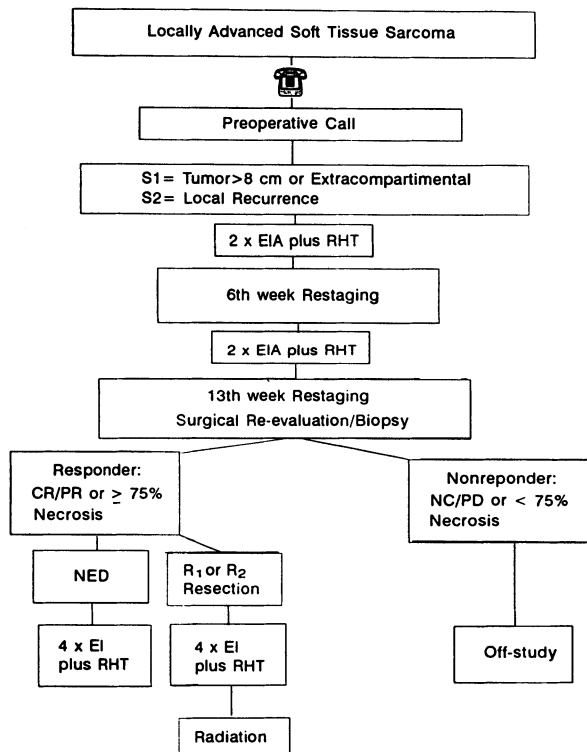 Locally Advanced Soft Tissue Sarcoma
Preoperative Call
S1= Tumor>8 cm or Extracompartimental
S2= Local Recurrence
2 x EIA plus RHT
6th week Restaging
2 x EIA plus RHT
13th week Restaging
Surgical Re-evaluation/Biopsy
Responder:
CR/PR or ≥ 75%
Necrosis
Nonreponder:
NC/PD or < 75%
Necrosis
NED
R1 or R2
Resection
4 x EI
plus RHT
4 x EI
plus RHT
Off-study
Radiation